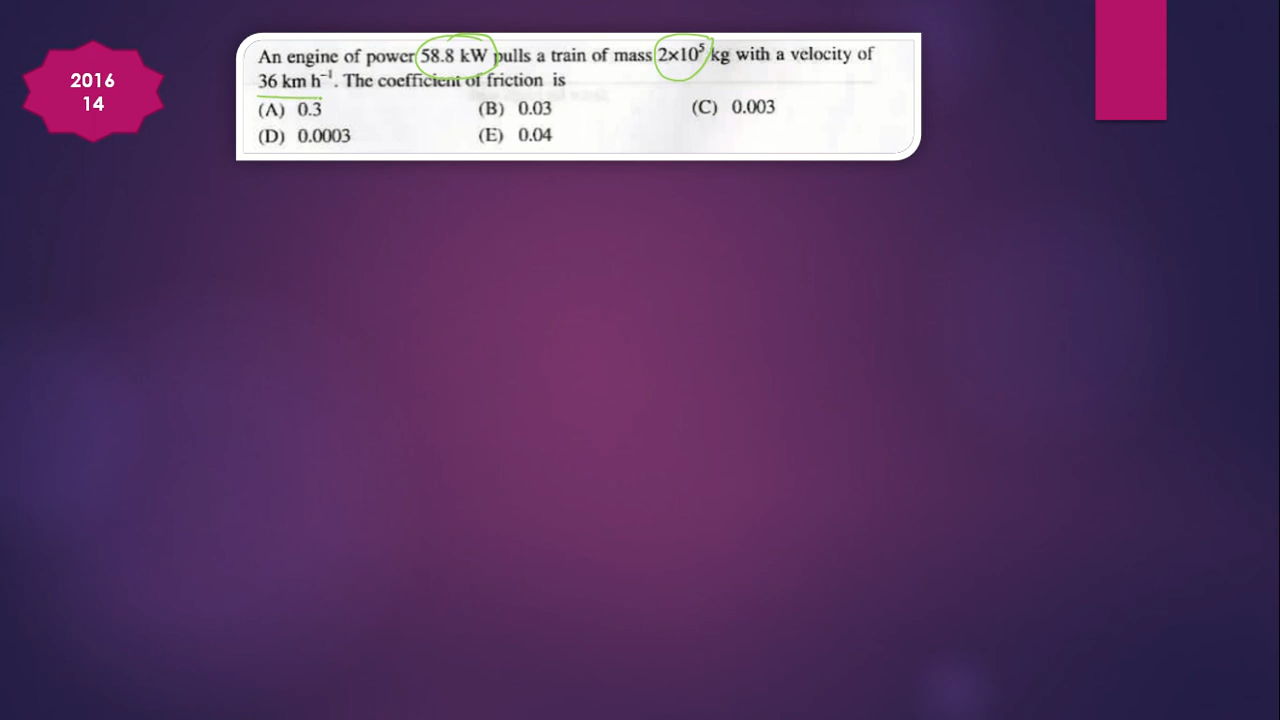 2016
14
An engine of power 58.8 kW pulls a train of mass 2×10⁵ kg with a velocity of
36 km h⁻¹. The coefficient of friction is
(A) 0.3 (B) 0.03 (C) 0.003
(D) 0.0003 (E) 0.04